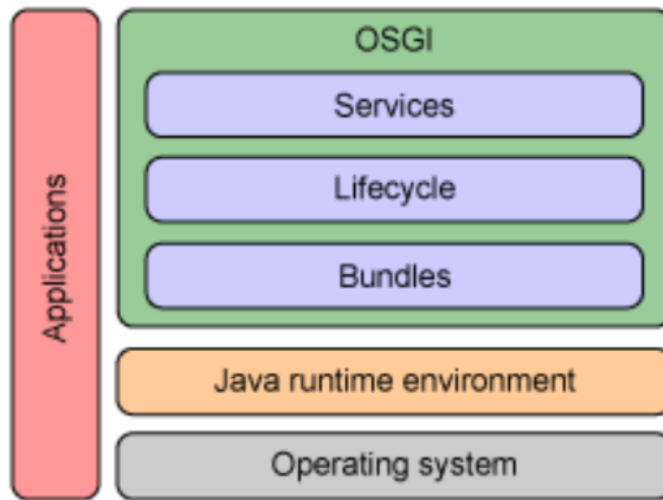 Applications
OSGI
Services
Lifecycle
Bundles
Java runtime environment
Operating system